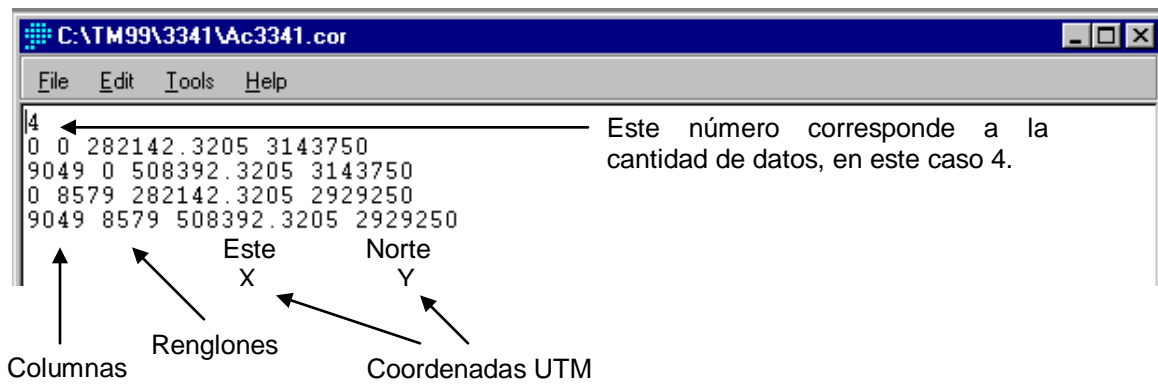 C:\TM99\3341\Ac3341.cor
File Edit Tools Help
4
0 0 282142.3205 3143750
9049 0 508392.3205 3143750
0 8579 282142.3205 2929250
9049 8579 508392.3205 2929250
Este número corresponde a la
cantidad de datos, en este caso 4.
Este Norte
X Y
Renglones
Columnas
Coordenadas UTM